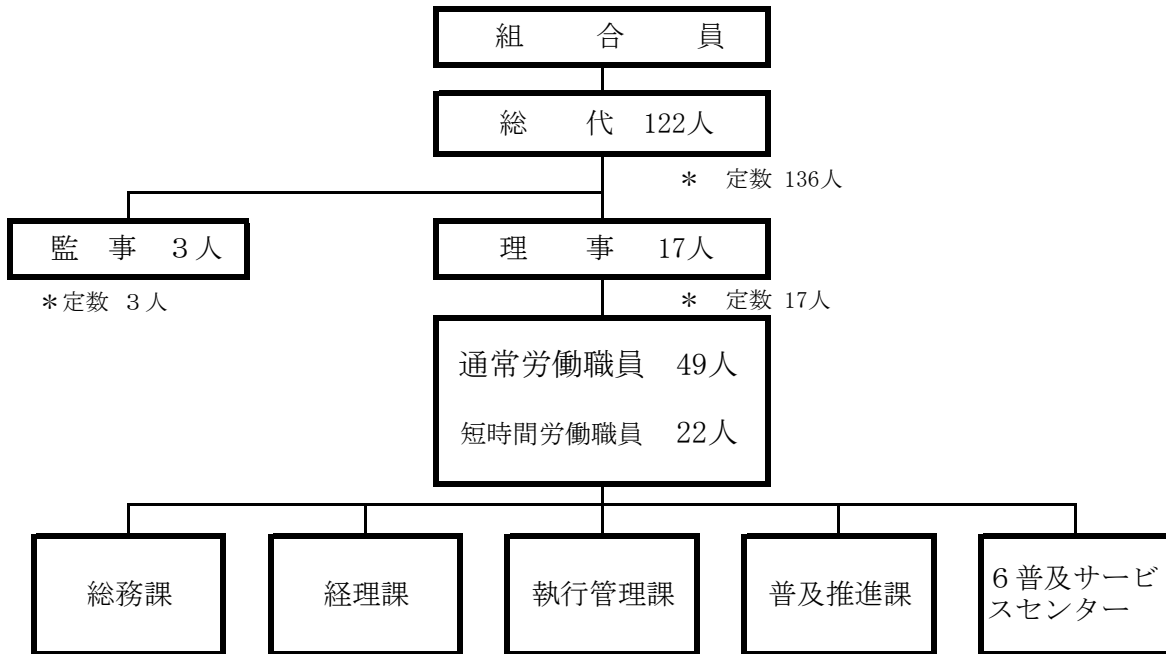 組　合　員
総　代　122人
＊　定数 136人
監　事　３人
＊定数 ３人
理　事　17人
＊　定数 17人
通常労働職員　49人
短時間労働職員　22人
総務課
経理課
執行管理課
普及推進課
６普及サービ
スセンター